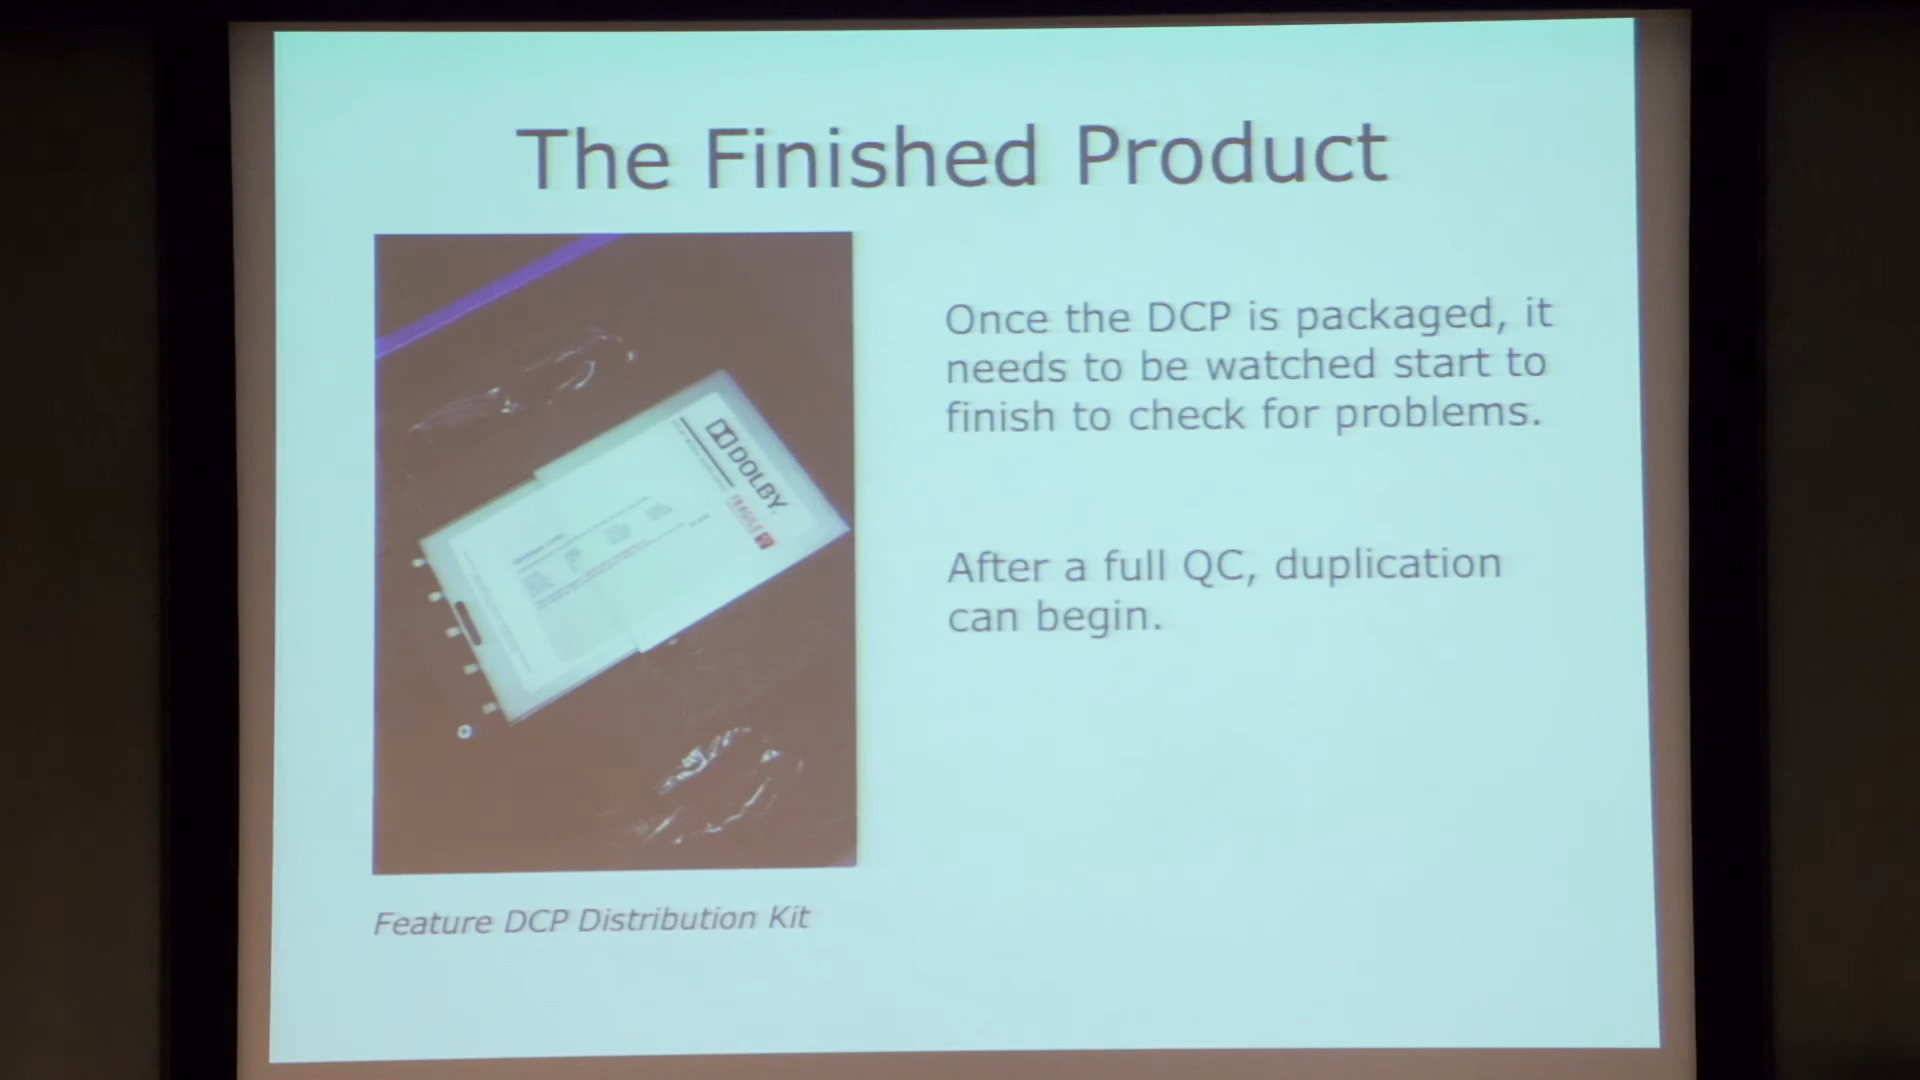 The Finished Product
Once the DCP is packaged, it
needs to be watched start to
finish to check for problems.
After a full QC, duplication
can begin.
DOLBY
FRAGILE
Feature DCP Distribution Kit